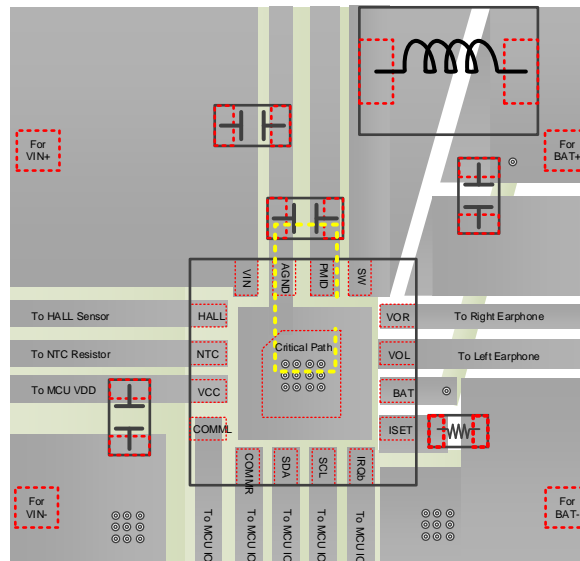 For
VIN+
For
BAT+
VIN
AGND
PMID
SW
To HALL Sensor
HALL
VOR
To Right Earphone
To NTC Resistor
NTC
Critical Path
VOL
To Left Earphone
To MCU VDD
VCC
BAT
COMML
ISET
COMMR
SDA
SCL
IRQb
For
VIN-
For
BAT-
To MCU IO
To MCU IO
To MCU IO
To MCU IO
To MCU IO